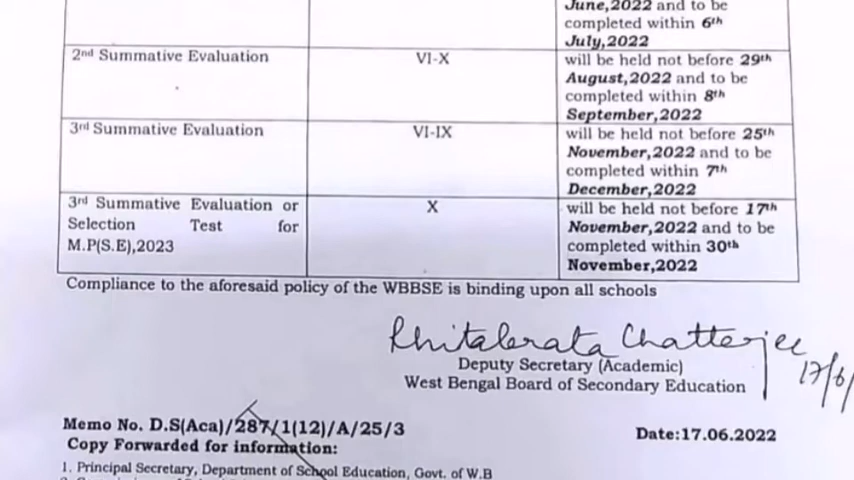 June,2022 and to be
completed within 6th
July,2022
2nd Summative Evaluation VI-X will be held not before 29th
August,2022 and to be
completed within 8th
September,2022
3rd Summative Evaluation VI-IX will be held not before 25th
November,2022 and to be
completed within 7th
December,2022
3rd Summative Evaluation or X will be held not before 17th
Selection Test for November,2022 and to be
M.P(S.E),2023 completed within 30th
November,2022
Compliance to the aforesaid policy of the WBBSE is binding upon all schools
Chatterjee
Deputy Secretary (Academic)
West Bengal Board of Secondary Education
Memo No. D.S(Aca)/287/1(12)/A/25/3
Date:17.06.2022
Copy Forwarded for information:
1. Principal Secretary, Department of School Education, Govt. of W.B